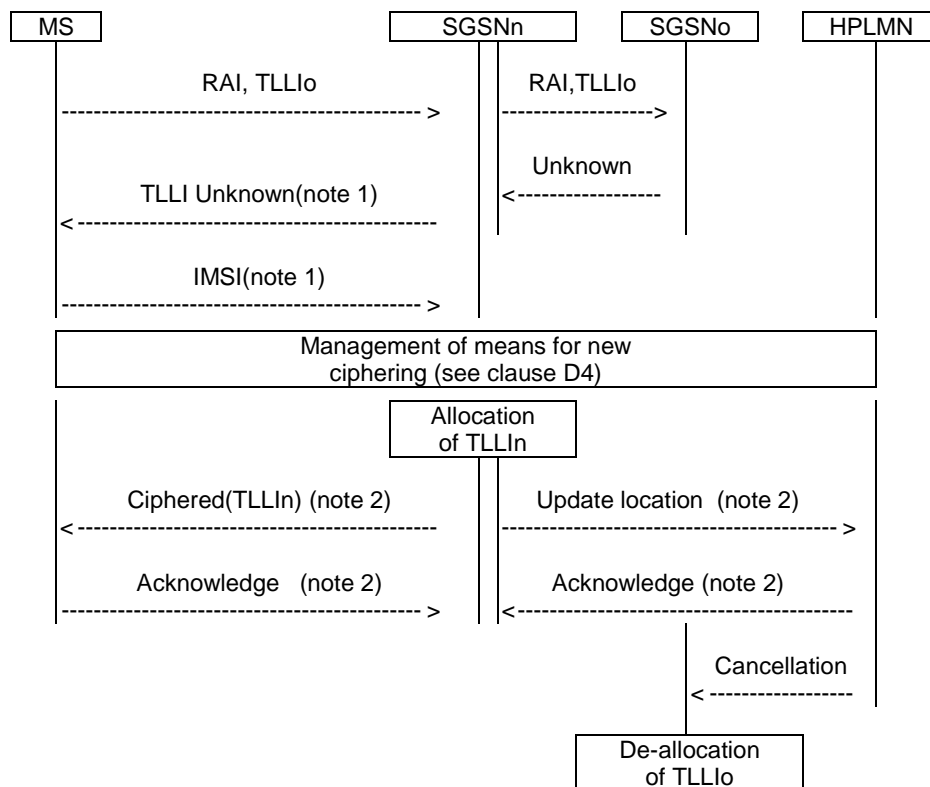 MS SGSNn SGSNo HPLMN
RAI, TLLIo RAI,TLLIo
------------------------------------------- > ------------------->
Unknown
TLLI Unknown(note 1) <------------------
< -------------------------------------------
IMSI(note 1)
------------------------------------------- >
Management of means for new
ciphering (see clause D4)
Allocation
of TLLIn
Ciphered(TLLIn) (note 2) Update location (note 2)
< ------------------------------------------- ---------------------------------------- >
Acknowledge (note 2) Acknowledge (note 2)
------------------------------------------- > < ------------------------------------------
Cancellation
< -----------------
De-allocation
of TLLIo